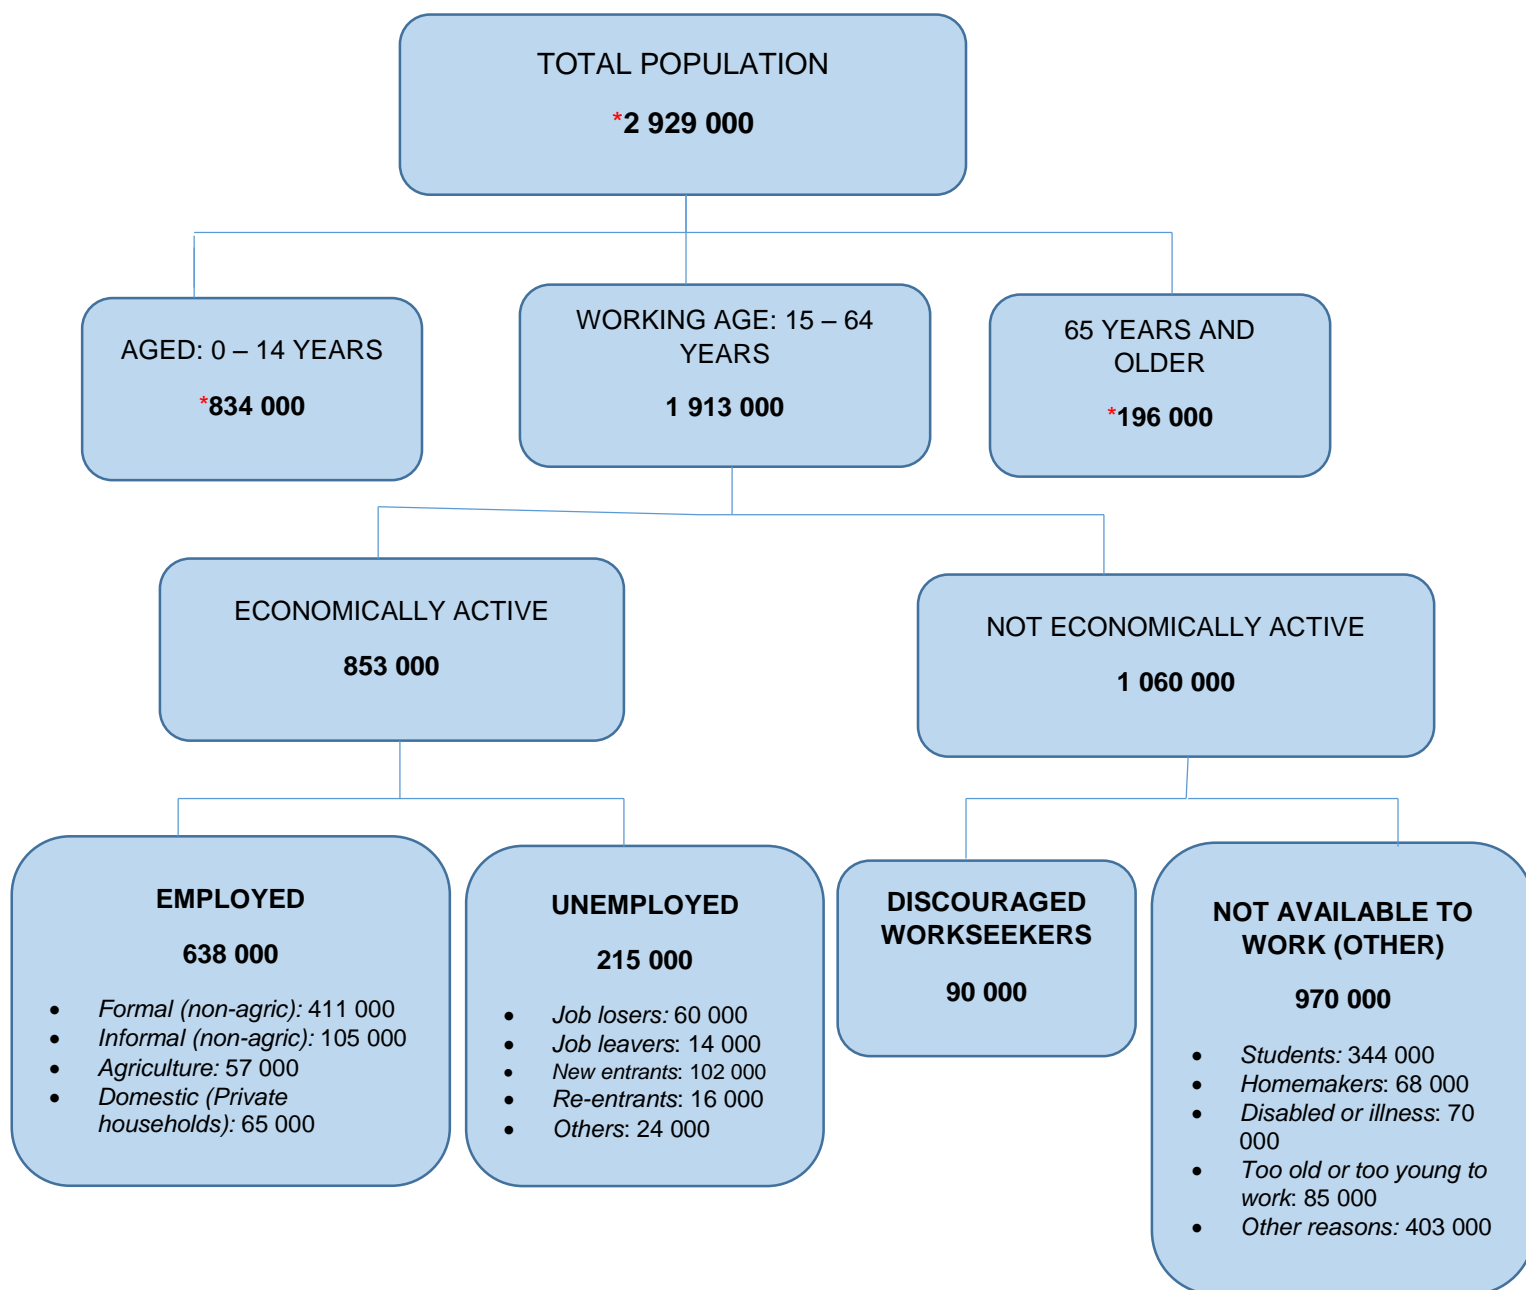 TOTAL POPULATION
*2 929 000
AGED: 0 – 14 YEARS
*834 000
WORKING AGE: 15 – 64
YEARS
1 913 000
65 YEARS AND
OLDER
*196 000
ECONOMICALLY ACTIVE
853 000
NOT ECONOMICALLY ACTIVE
1 060 000
EMPLOYED
638 000
• Formal (non-agric): 411 000
• Informal (non-agric): 105 000
• Agriculture: 57 000
• Domestic (Private
households): 65 000
UNEMPLOYED
215 000
• Job losers: 60 000
• Job leavers: 14 000
• New entrants: 102 000
• Re-entrants: 16 000
• Others: 24 000
DISCOURAGED
WORKSEEKERS
90 000
NOT AVAILABLE TO
WORK (OTHER)
970 000
• Students: 344 000
• Homemakers: 68 000
• Disabled or illness: 70
000
• Too old or too young to
work: 85 000
• Other reasons: 403 000